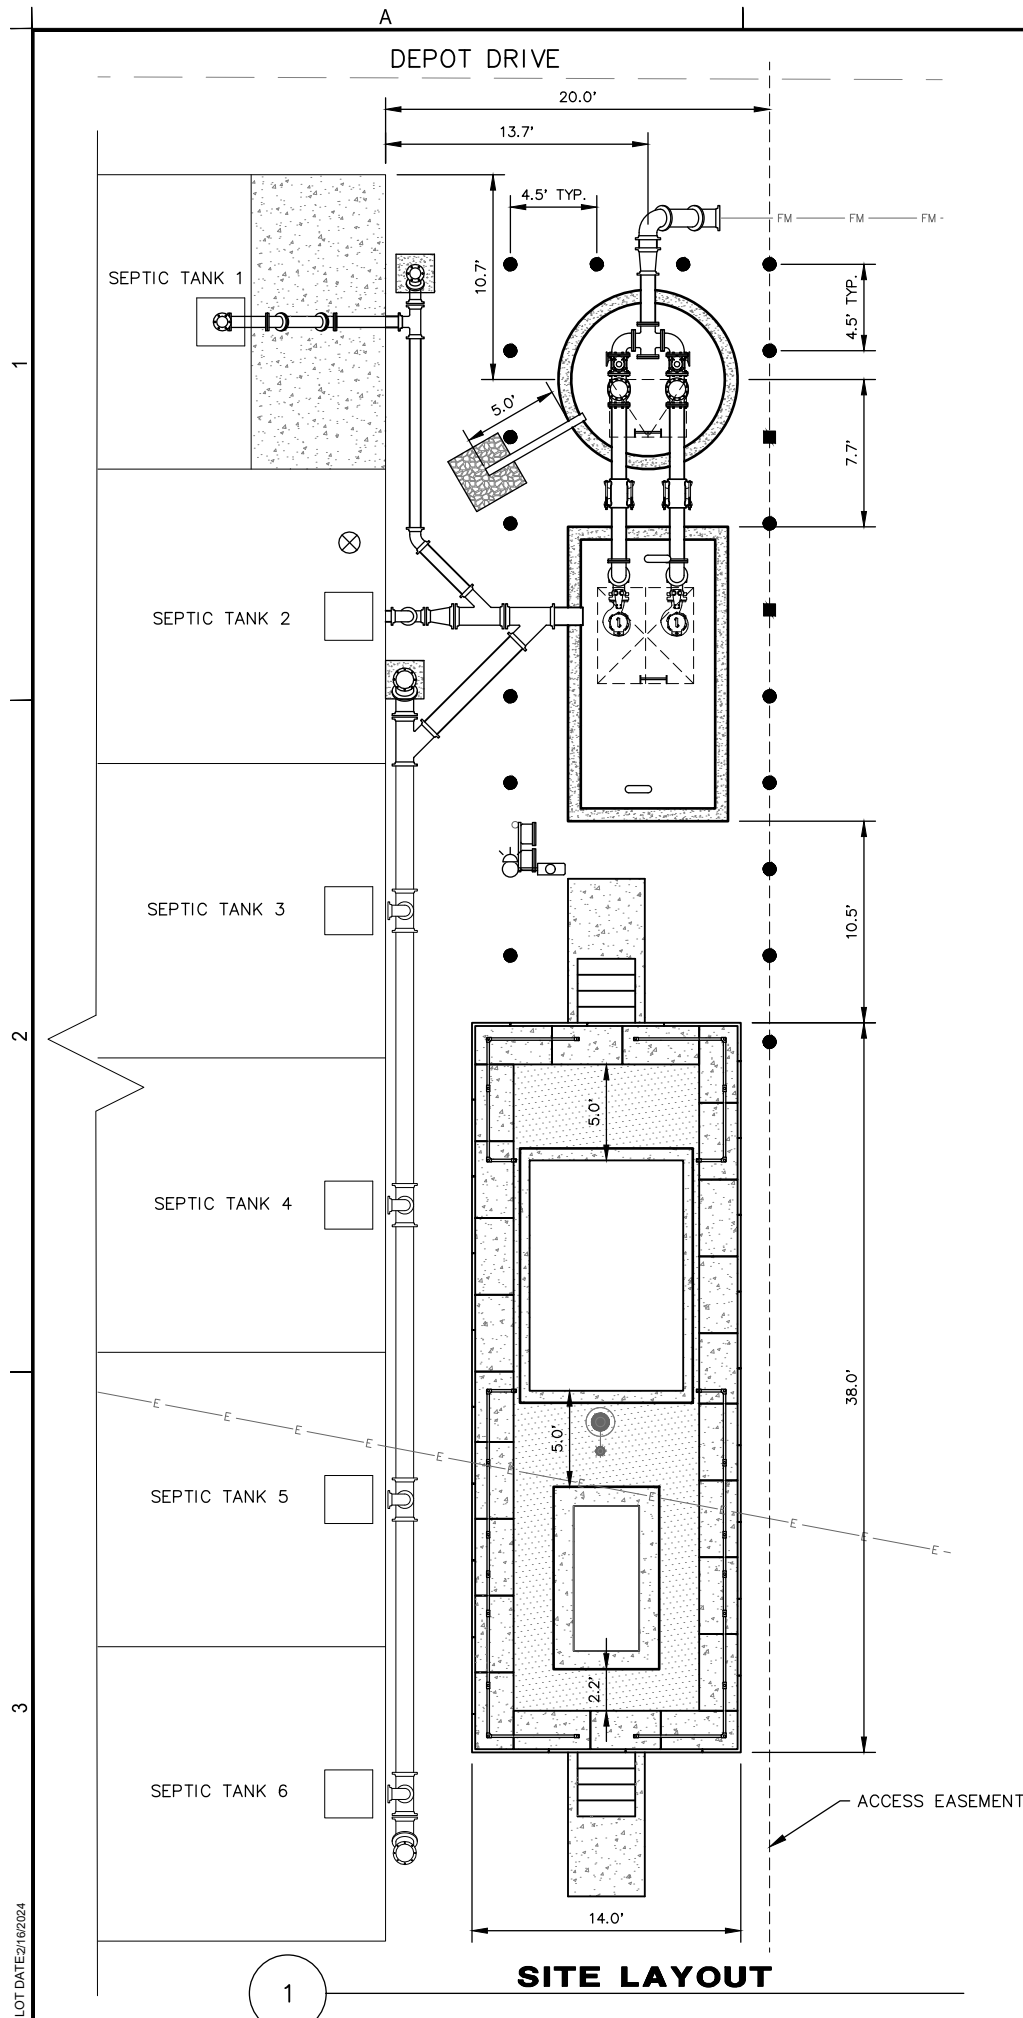 A
DEPOT DRIVE
20.0'
13.7'
4.5' TYP.
FM
FM
FM
10.7'
4.5' TYP.
SEPTIC TANK 1
1
5.0'
7.7'
SEPTIC TANK 2
SEPTIC TANK 3
10.5'
2
5.0'
SEPTIC TANK 4
38.0'
E
E
E
E
E
E
E
E
E
E
E
E
5.0'
SEPTIC TANK 5
2.2'
3
SEPTIC TANK 6
ACCESS EASEMENT
14.0'
LOT DATE:2/16/2024
SITE LAYOUT
1